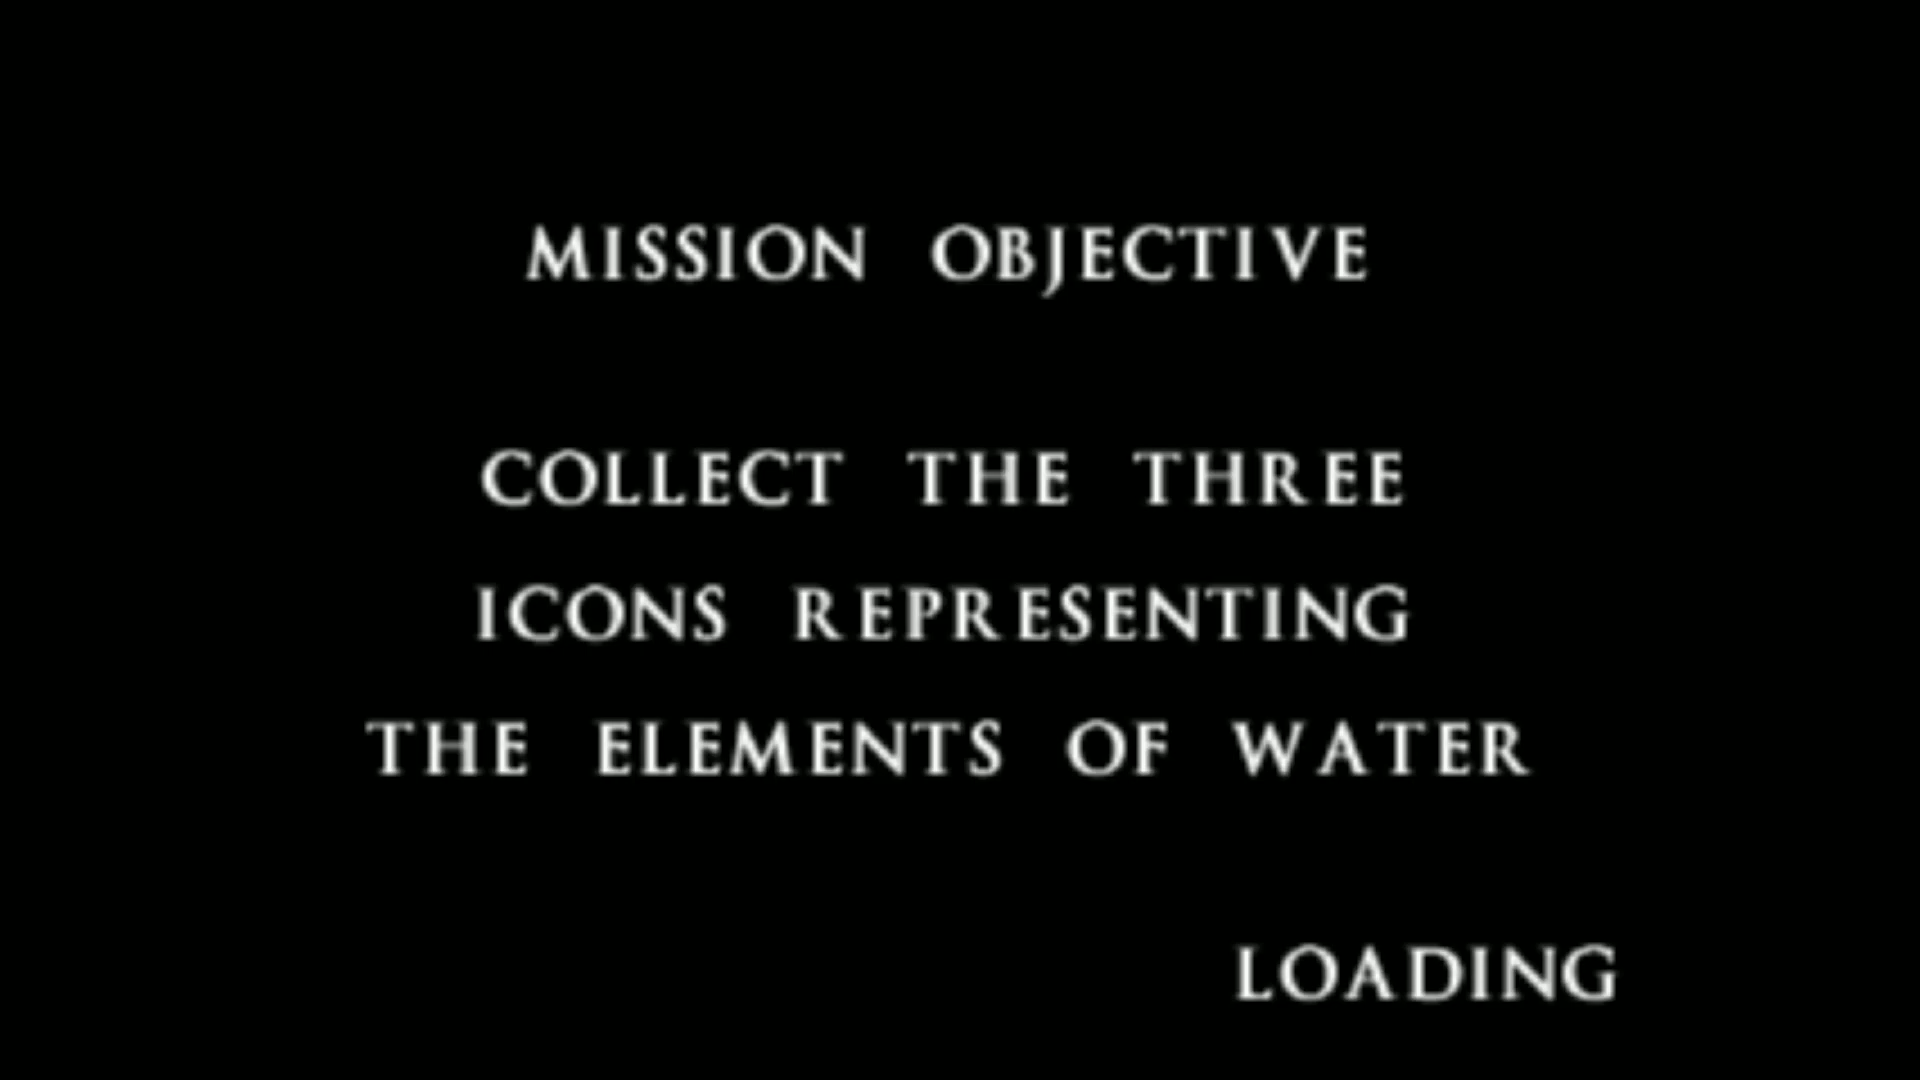 MISSION OBJECTIVE
COLLECT THE THREE
ICONS REPRESENTING
THE ELEMENTS OF WATER
LOADING